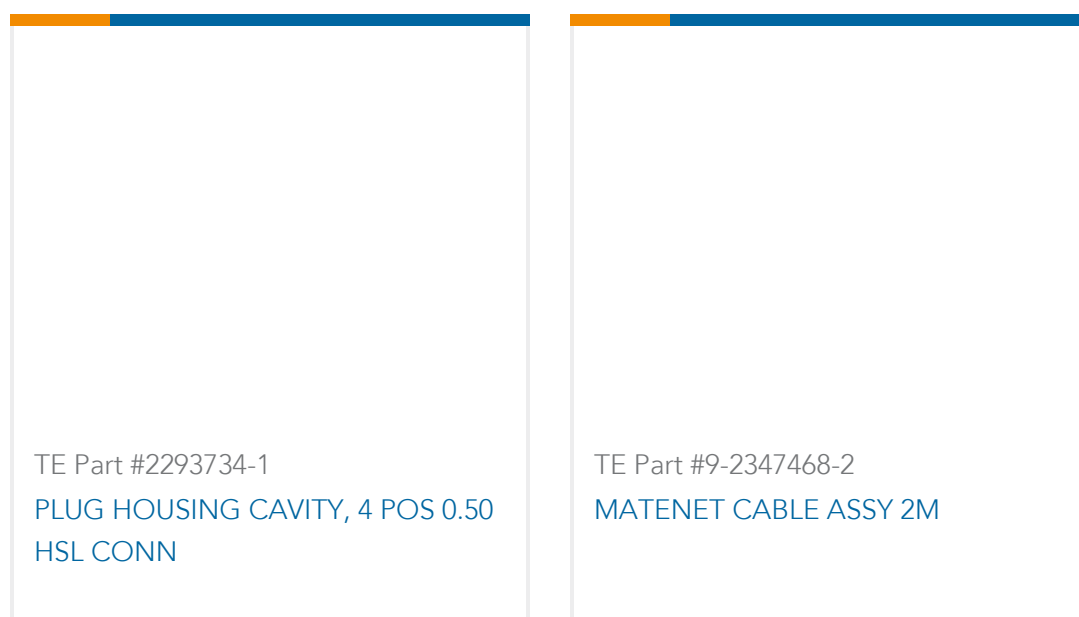 TE Part #2293734-1
PLUG HOUSING CAVITY, 4 POS 0.50
HSL CONN
TE Part #9-2347468-2
MATENET CABLE ASSY 2M